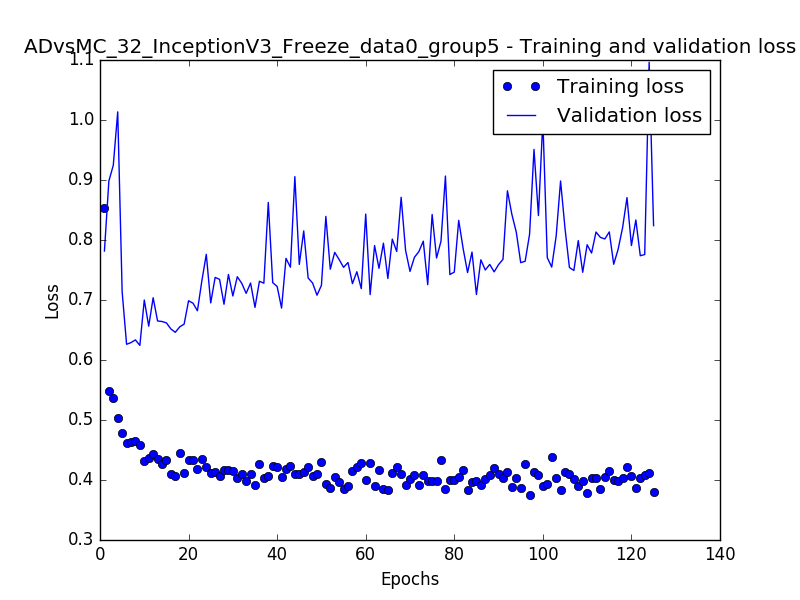 ADvsMC_32_InceptionV3_Freeze_data0_group5 - Training and validation loss
1.1
Training loss
Validation loss
1.0
0.9
0.8
0.7
Loss
0.6
0.5
0.4
0.3
0 20 40 60 80 100 120 140
Epochs